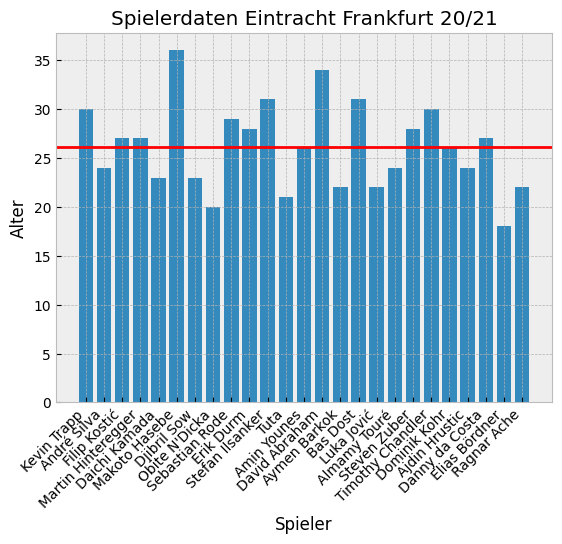 Spielerdaten Eintracht Frankfurt 20/21
35
30
25
20
15
10
5
0
Alter
Kevin Trapp
André Silva
Filip Kostić
Martin Hinteregger
Daichi Kamada
Makoto Hasebe
Djibril Sow
Obite N'Dicka
Sebastian Rode
Erik Durm
Stefan Ilsanker
Tuta
Amin Younes
David Abraham
Aymen Barkok
Bas Dost
Luka Jović
Almamy Touré
Steven Zuber
Timothy Chandler
Dominik Kohr
Ajdin Hrustic
Danny da Costa
Elias Bördner
Ragnar Ache
Spieler